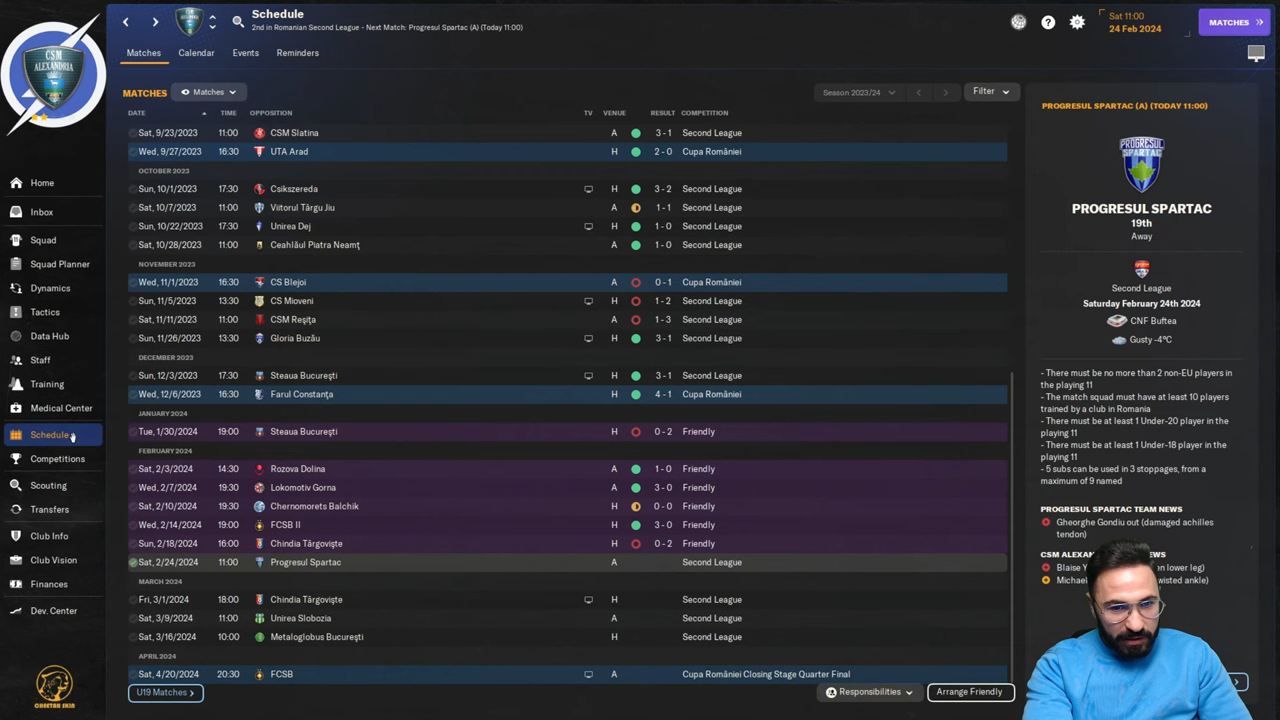 Schedule
2nd in Romanian Second League - Next Match: Progresul Spartac (A) (Today 11:00)
Sat 11:00
24 Feb 2024
MATCHES
CSM
ALEXANDRIA
Matches
Calendar
Events
Reminders
MATCHES
Matches
Season 2023/24
Filter
DATE TIME OPPOSITION TV VENUE RESULT COMPETITION
Sat, 9/23/2023 11:00 CSM Slatina A 3 - 1 Second League
Wed, 9/27/2023 16:30 UTA Arad H 2 - 0 Cupa României
OCTOBER 2023
Sun, 10/1/2023 17:30 Csikszereda H 3 - 2 Second League
Sat, 10/7/2023 11:00 Viitorul Târgu Jiu A 1 - 1 Second League
Sun, 10/22/2023 17:30 Unirea Dej H 1 - 0 Second League
Sat, 10/28/2023 11:00 Ceahlăul Piatra Neamţ A 1 - 0 Second League
NOVEMBER 2023
Wed, 11/1/2023 16:30 CS Blejoi A 0 - 1 Cupa României
Sun, 11/5/2023 13:30 CS Mioveni H 1 - 2 Second League
Sat, 11/11/2023 11:00 CSM Reşiţa A 1 - 3 Second League
Sun, 11/26/2023 13:30 Gloria Buzău H 3 - 1 Second League
DECEMBER 2023
Sun, 12/3/2023 17:30 Steaua Bucureşti H 3 - 1 Second League
Wed, 12/6/2023 16:30 Farul Constanţa H 4 - 1 Cupa României
JANUARY 2024
Tue, 1/30/2024 19:00 Steaua Bucureşti H 0 - 2 Friendly
FEBRUARY 2024
Sat, 2/3/2024 14:30 Rozova Dolina A 1 - 0 Friendly
Wed, 2/7/2024 19:30 Lokomotiv Gorna H 3 - 0 Friendly
Sat, 2/10/2024 19:30 Chernomorets Balchik H 0 - 0 Friendly
Wed, 2/14/2024 19:00 FCSB II H 3 - 0 Friendly
Sun, 2/18/2024 16:00 Chindia Târgovişte H 0 - 2 Friendly
Sat, 2/24/2024 11:00 Progresul Spartac A Second League
MARCH 2024
Fri, 3/1/2024 18:00 Chindia Târgovişte H Second League
Sat, 3/9/2024 11:00 Unirea Slobozia A Second League
Sat, 3/16/2024 10:00 Metaloglobus Bucureşti H Second League
APRIL 2024
Sat, 4/20/2024 20:30 FCSB A Cupa României Closing Stage Quarter Final
U19 Matches
Responsibilities
Arrange Friendly
Home
Inbox
Squad
Squad Planner
Dynamics
Tactics
Data Hub
Staff
Training
Medical Center
Schedule
Competitions
Scouting
Transfers
Club Info
Club Vision
Finances
Dev. Center
CHEETAH SKIN
PROGRESUL SPARTAC (A) (TODAY 11:00)
PROGRESUL
SPARTAC
PROGRESUL SPARTAC
19th
Away
Second League
Saturday February 24th 2024
CNF Buftea
Gusty -4°C
- There must be no more than 2 non-EU players in
the playing 11
- The match squad must have at least 10 players
trained by a club in Romania
- There must be at least 1 Under-20 player in the
playing 11
- There must be at least 1 Under-18 player in the
playing 11
- 5 subs can be used in 3 stoppages, from a
maximum of 9 named
PROGRESUL SPARTAC TEAM NEWS
Gheorghe Gondiu out (damaged achilles
tendon)
CSM
Blaise lower leg)
Michae twisted ankle)